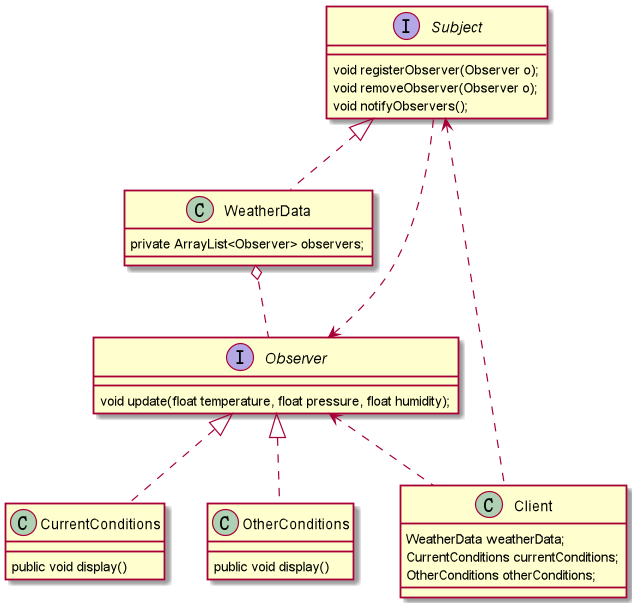 I Subject
void registerObserver(Observer o);
void removeObserver(Observer o);
void notifyObservers();
C WeatherData
private ArrayList<Observer> observers;
I Observer
void update(float temperature, float pressure, float humidity);
C CurrentConditions
public void display()
C OtherConditions
public void display()
C Client
WeatherData weatherData;
CurrentConditions currentConditions;
OtherConditions otherConditions;